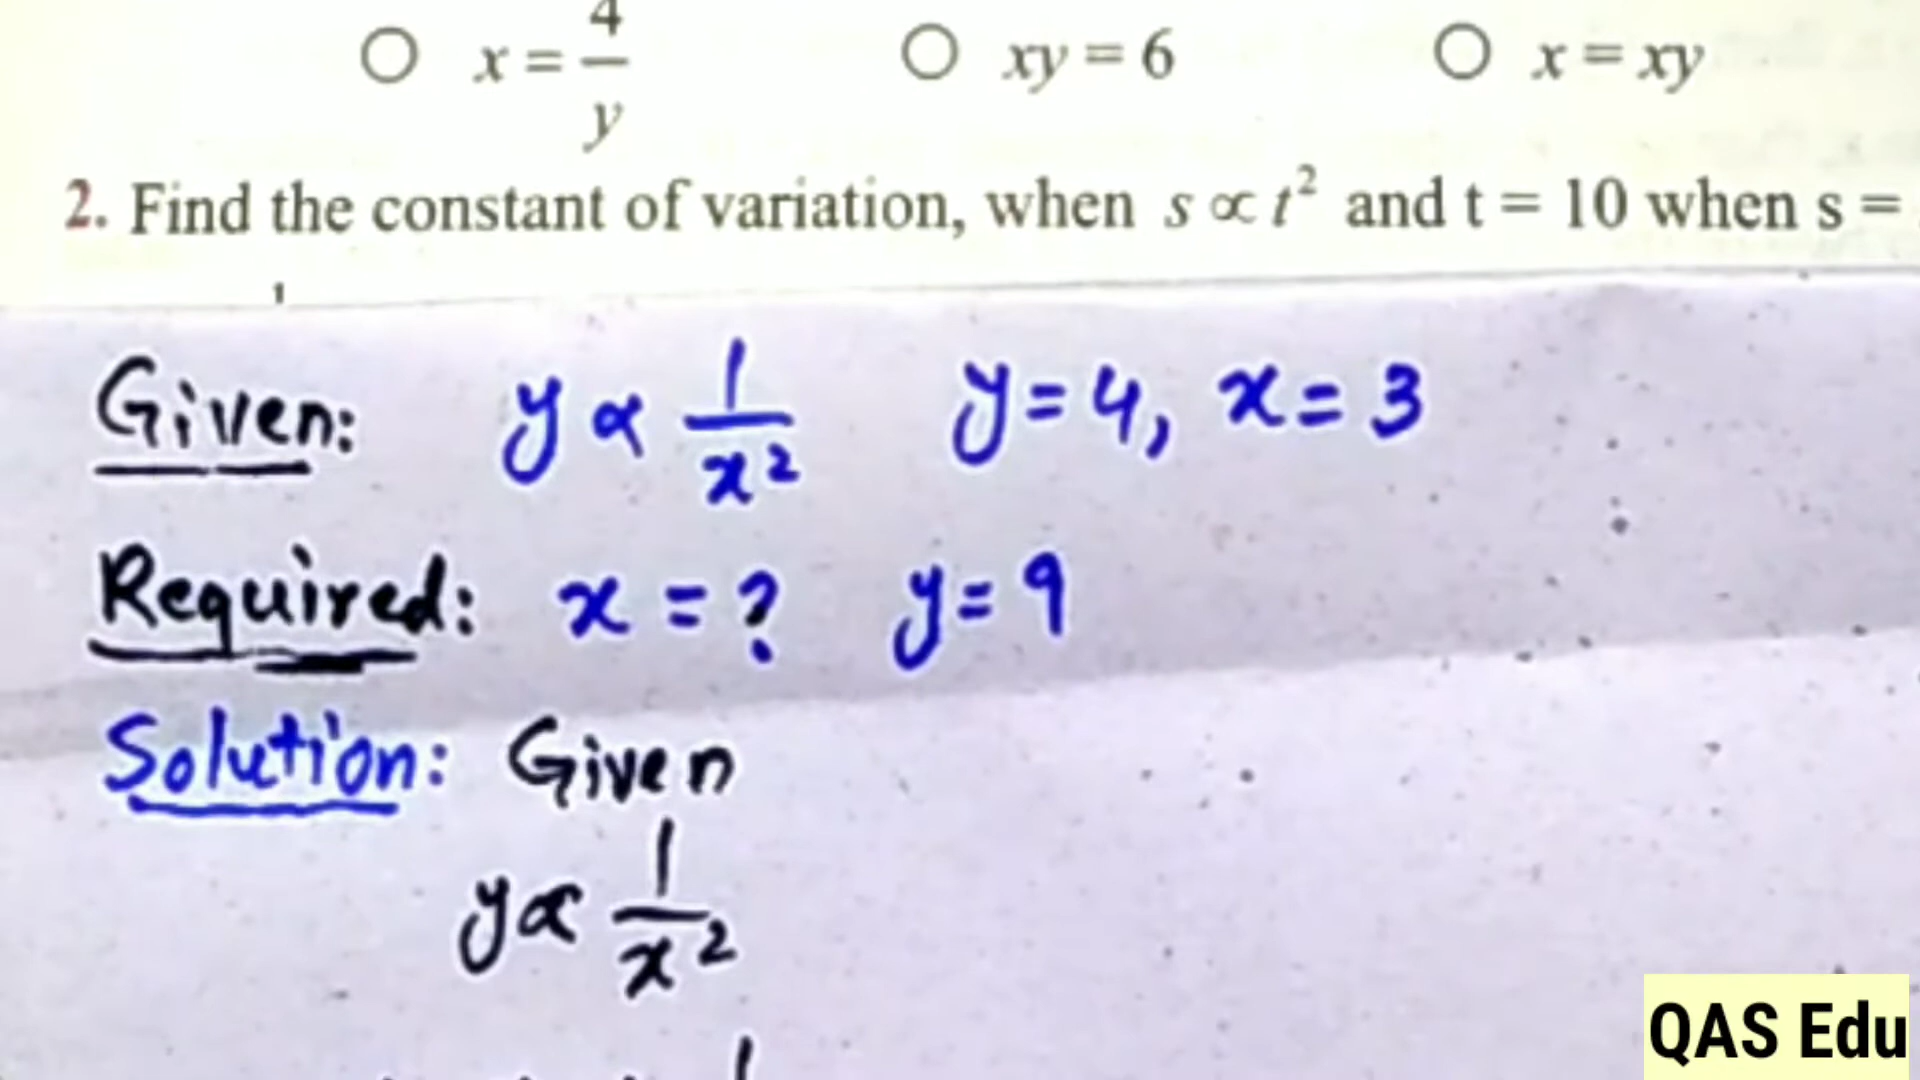 ○ x = 4/y ○ xy = 6 ○ x = xy
2. Find the constant of variation, when s ∝ t² and t = 10 when s =
Given: y ∝ 1/x² y = 4, x = 3
Required: x = ? y = 9
Solution: Given
y ∝ 1/x²
QAS Edu